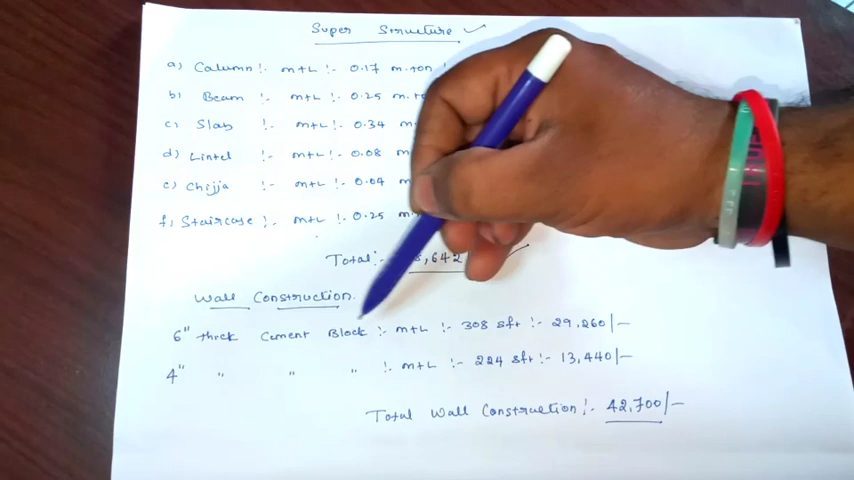 Super Structure
a) Column :- m+L :- 0.17 m.ton
b) Beam :- m+L :- 0.25
c) Slab :- m+L :- 0.34
d) Lintel :- m+L :- 0.08
e) Chijja :- m+L :- 0.04
f) Staircase :- m+L :- 0.25
Total :-
Wall Construction.
6" thick Cement Block :- m+L :- 308 sft :- 29,260/-
4" " " " :- m+L :- 224 sft :- 13,440/-
Total Wall Construction :- 42,700/-